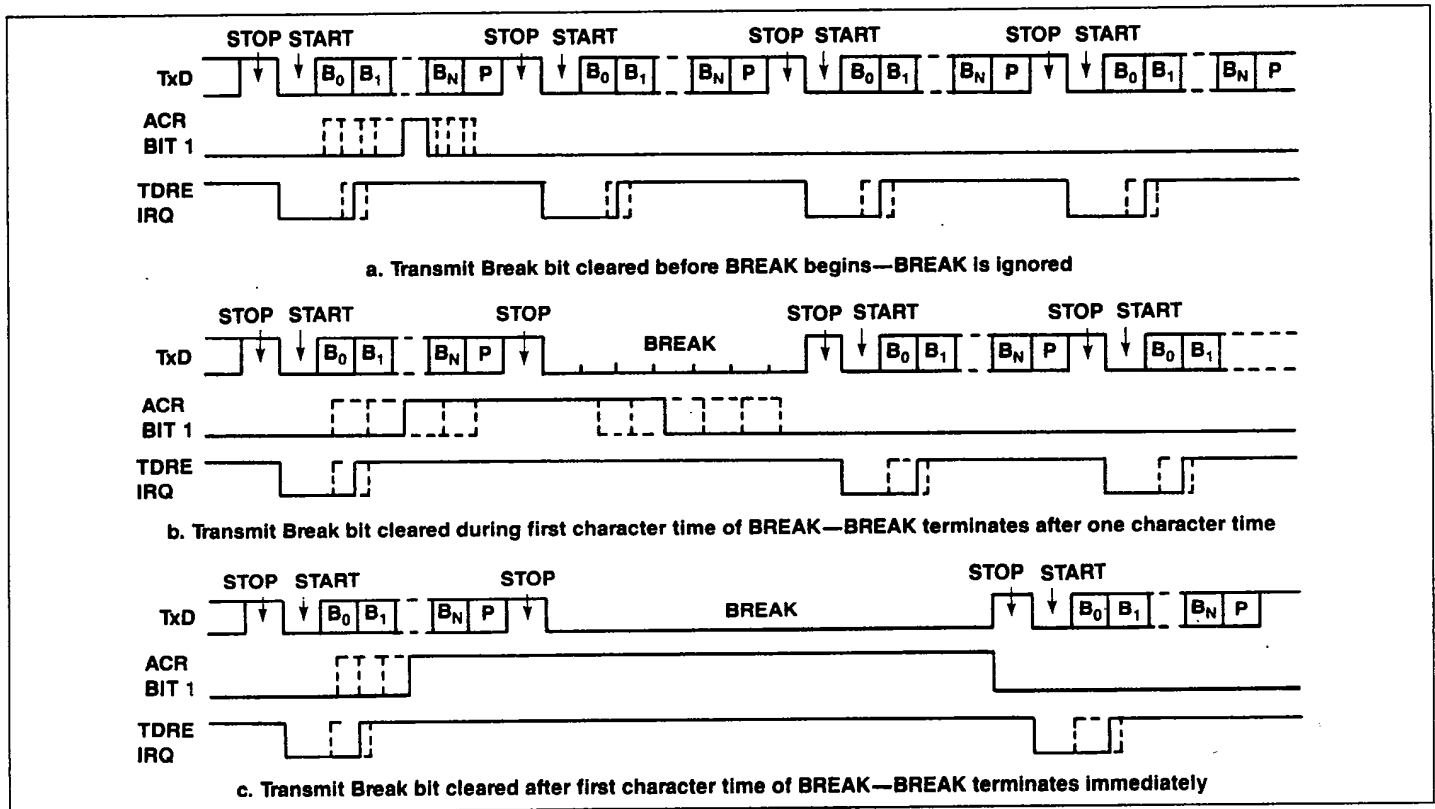 STOP START STOP START STOP START STOP START
TxD B0 B1 BN P B0 B1 BN P B0 B1 BN P B0 B1 BN P
ACR
BIT 1
TDRE
IRQ
a. Transmit Break bit cleared before BREAK begins—BREAK is ignored
STOP START STOP STOP START STOP START
TxD B0 B1 BN P BREAK B0 B1 BN P B0 B1
ACR
BIT 1
TDRE
IRQ
b. Transmit Break bit cleared during first character time of BREAK—BREAK terminates after one character time
STOP START STOP STOP START
TxD B0 B1 BN P BREAK B0 B1 BN P
ACR
BIT 1
TDRE
IRQ
c. Transmit Break bit cleared after first character time of BREAK—BREAK terminates immediately